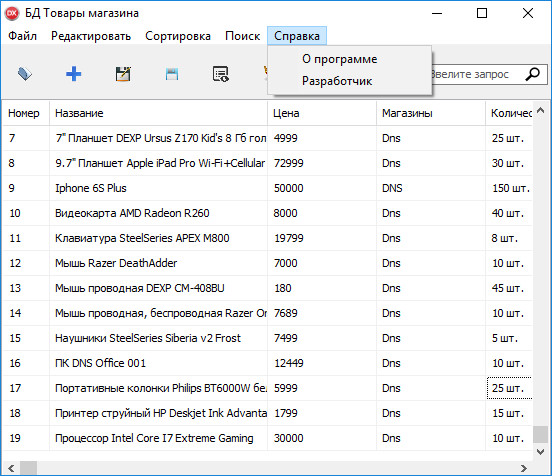 DX БД Товары магазина
Файл Редактировать Сортировка Поиск Справка
О программе
Разработчик
Введите запрос
Номер Название Цена Магазины Количес
7 7" Планшет DEXP Ursus Z170 Kid's 8 Гб гол 4999 Dns 25 шт.
8 9.7" Планшет Apple iPad Pro Wi-Fi+Cellular 72999 Dns 30 шт.
9 Iphone 6S Plus 50000 DNS 150 шт.
10 Видеокарта AMD Radeon R260 8000 Dns 40 шт.
11 Клавиатура SteelSeries APEX M800 19799 Dns 8 шт.
12 Мышь Razer DeathAdder 7000 Dns 10 шт.
13 Мышь проводная DEXP CM-408BU 180 Dns 45 шт.
14 Мышь проводная, беспроводная Razer Or 7689 Dns 10 шт.
15 Наушники SteelSeries Siberia v2 Frost 7499 Dns 5 шт.
16 ПК DNS Office 001 12449 Dns 10 шт.
17 Портативные колонки Philips BT6000W бе 5999 Dns 25 шт.
18 Принтер струйный HP Deskjet Ink Advanta 1799 Dns 15 шт.
19 Процессор Intel Core I7 Extreme Gaming 30000 Dns 10 шт.